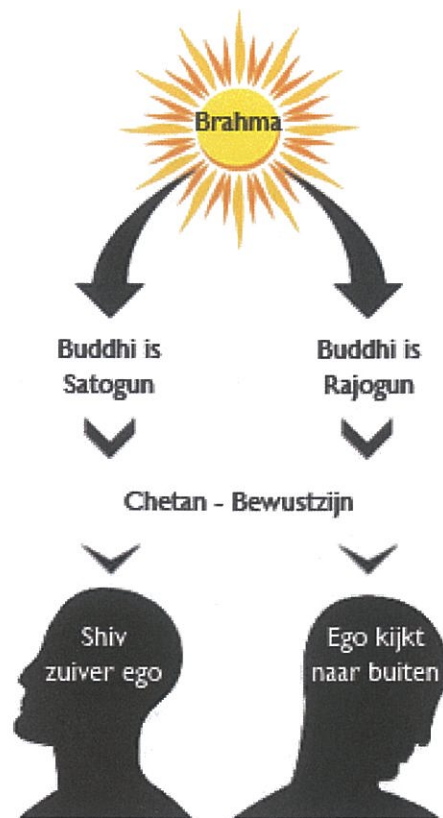 Brahma
Buddhi is
Satogun
Buddhi is
Rajogun
Chetan - Bewustzijn
Shiv
zuiver ego
Ego kijkt
naar buiten